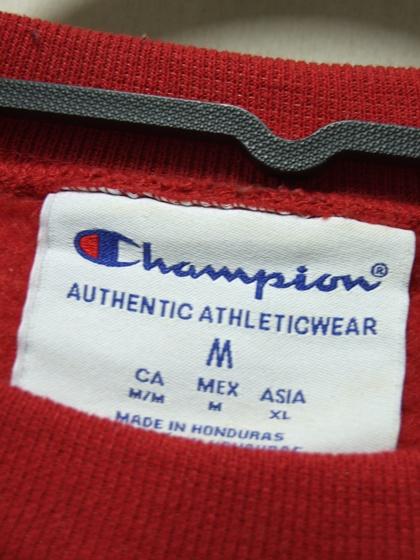 Champion®
AUTHENTIC ATHLETICWEAR
M
CA MEX ASIA
M/M M XL
MADE IN HONDURAS